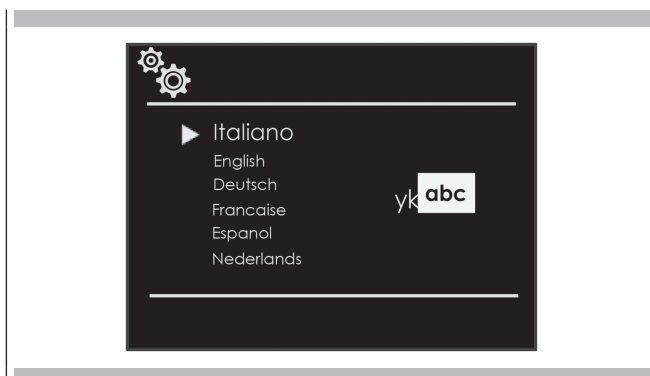 Italiano
English
Deutsch
Francaise
Espanol
Nederlands
yk abc